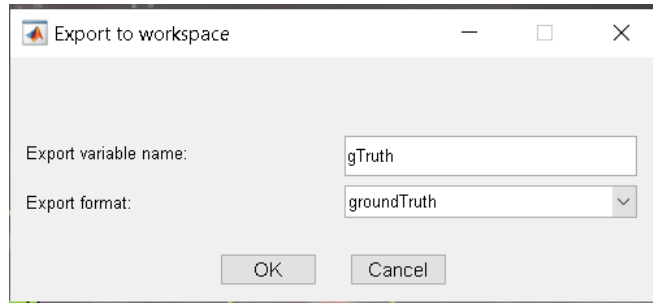 Export to workspace
Export variable name: gTruth
Export format: groundTruth
OK Cancel